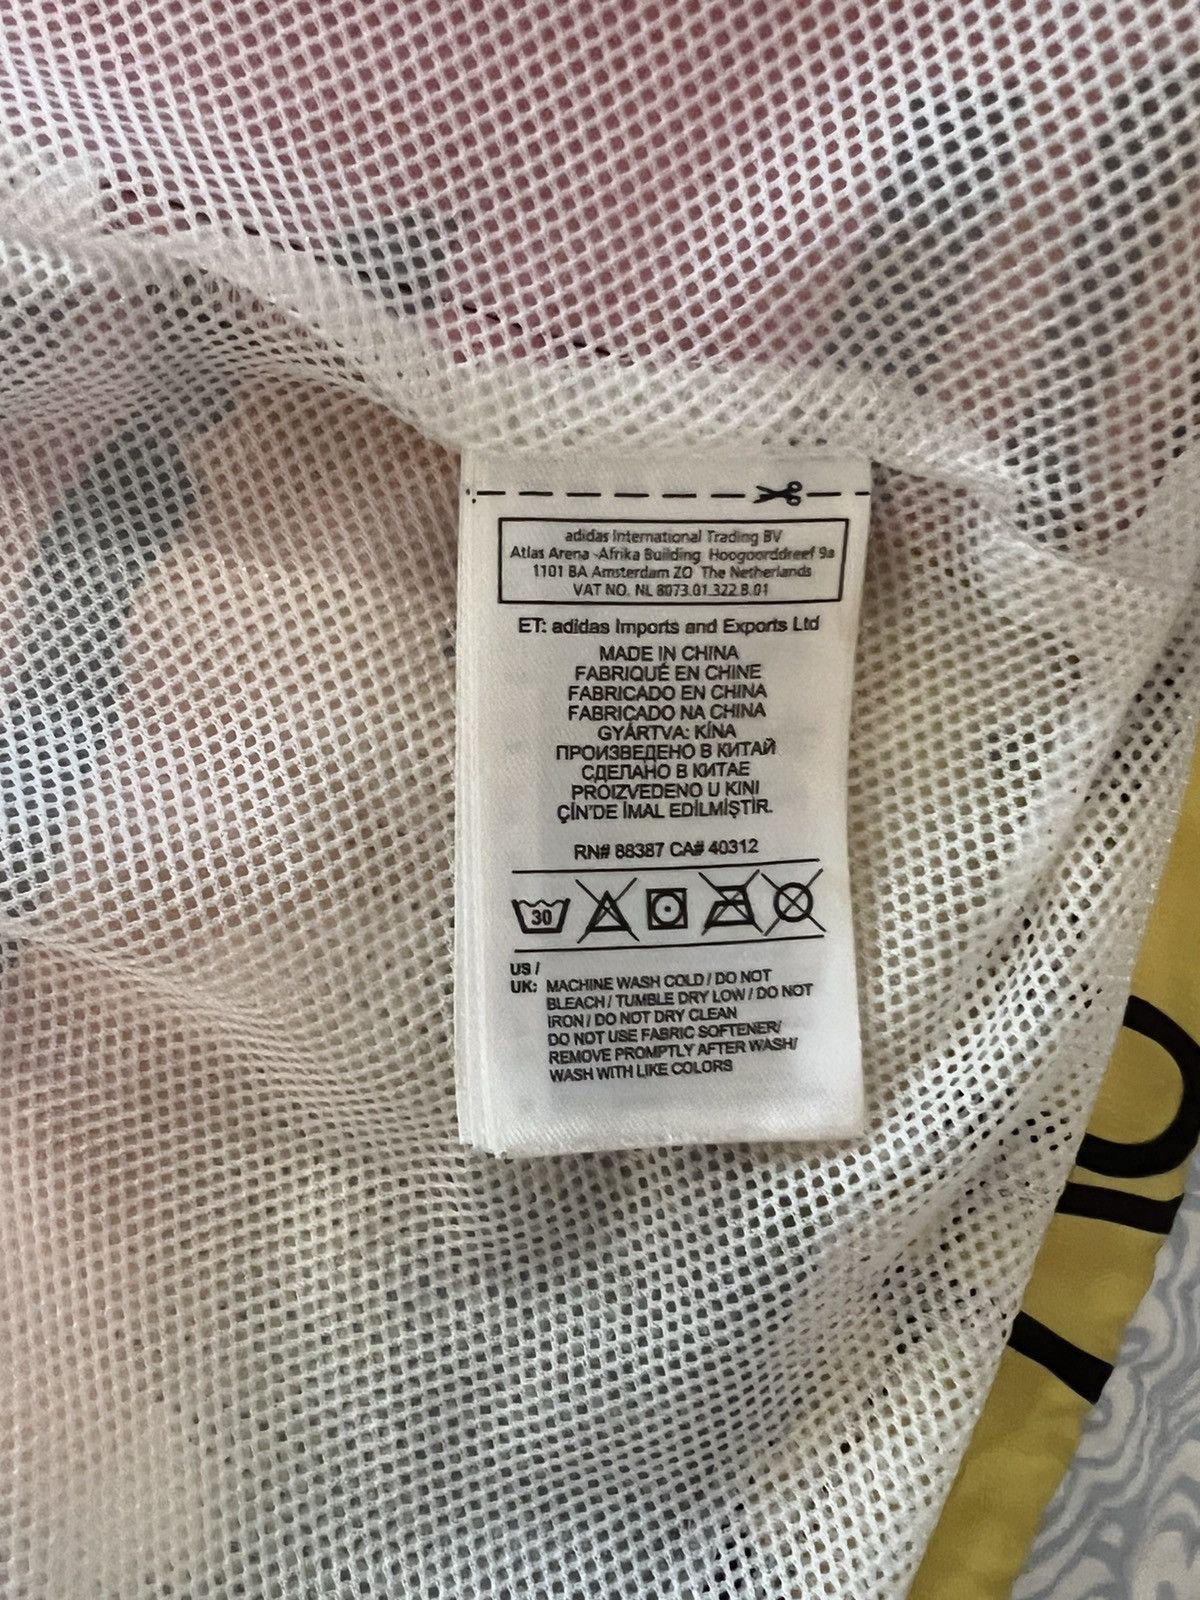 adidas International Trading BV
Atlas Arena -Afrika Building Hoogoorddreef 9a
1101 BA Amsterdam ZO The Netherlands
VAT NO. NL 8073.01.322.B.01
ET: adidas Imports and Exports Ltd
MADE IN CHINA
FABRIQUÉ EN CHINE
FABRICADO EN CHINA
FABRICADO NA CHINA
GYÁRTVA: KÍNA
ПРОИЗВЕДЕНО В КИТАЙ
СДЕЛАНО В КИТАЕ
PROIZVEDENO U KINI
ÇİN'DE İMAL EDİLMİŞTİR.
RN# 88387 CA# 40312
30
US /
UK: MACHINE WASH COLD / DO NOT
BLEACH / TUMBLE DRY LOW / DO NOT
IRON / DO NOT DRY CLEAN
DO NOT USE FABRIC SOFTENER/
REMOVE PROMPTLY AFTER WASH/
WASH WITH LIKE COLORS